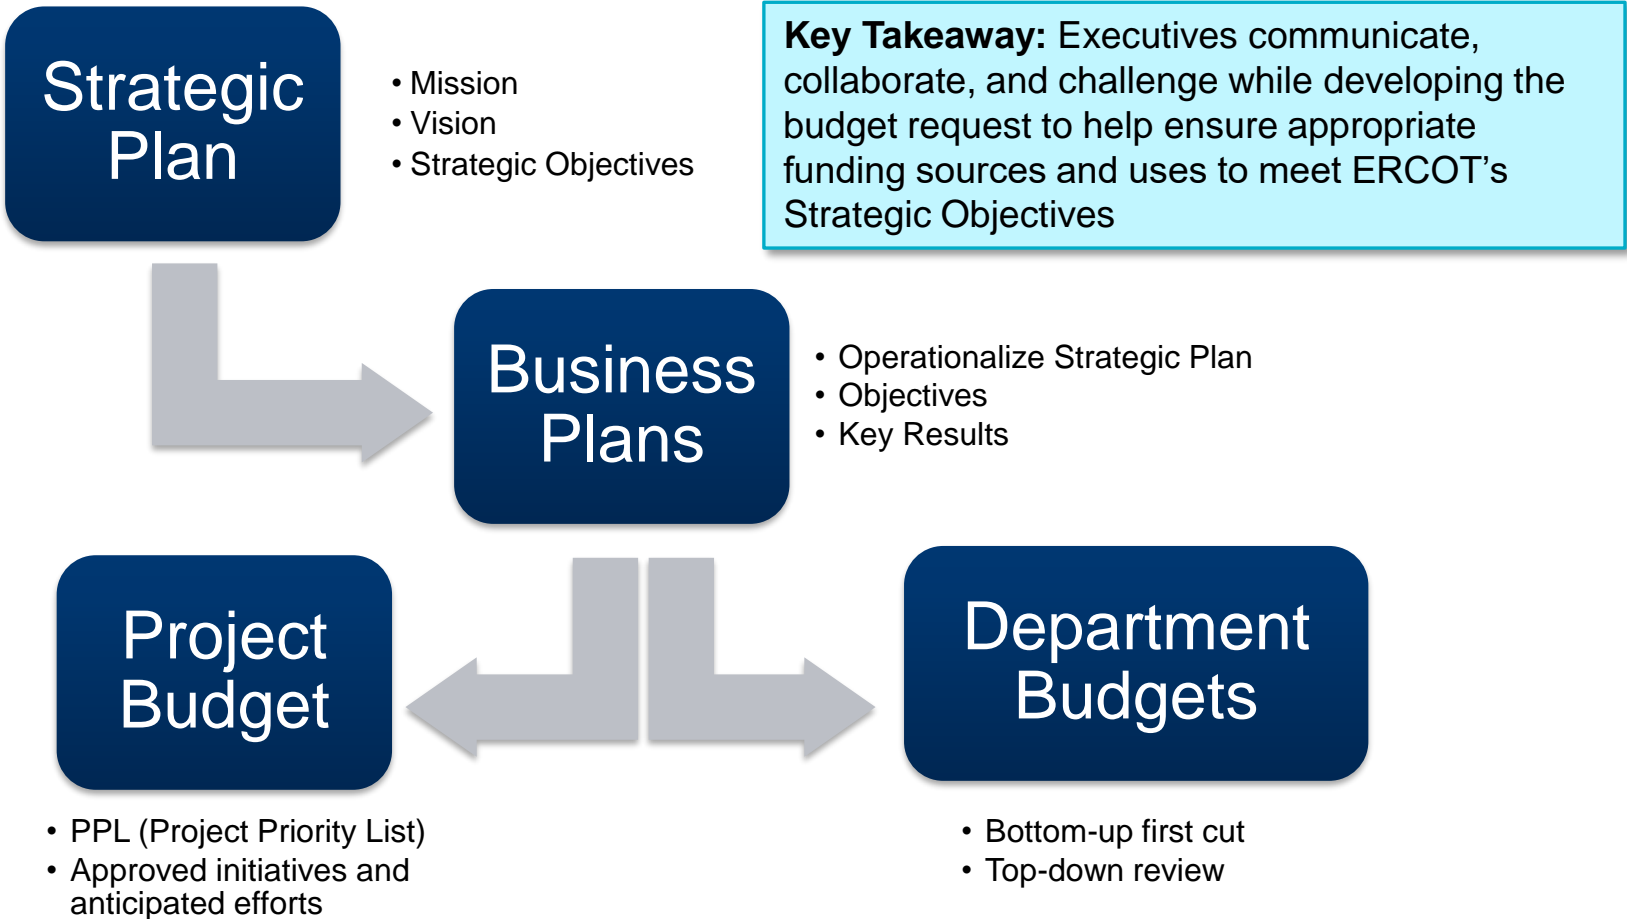 Strategic
Plan
• Mission
• Vision
• Strategic Objectives
Key Takeaway: Executives communicate,
collaborate, and challenge while developing the
budget request to help ensure appropriate
funding sources and uses to meet ERCOT’s
Strategic Objectives
Business
Plans
• Operationalize Strategic Plan
• Objectives
• Key Results
Project
Budget
• PPL (Project Priority List)
• Approved initiatives and
anticipated efforts
Department
Budgets
• Bottom-up first cut
• Top-down review